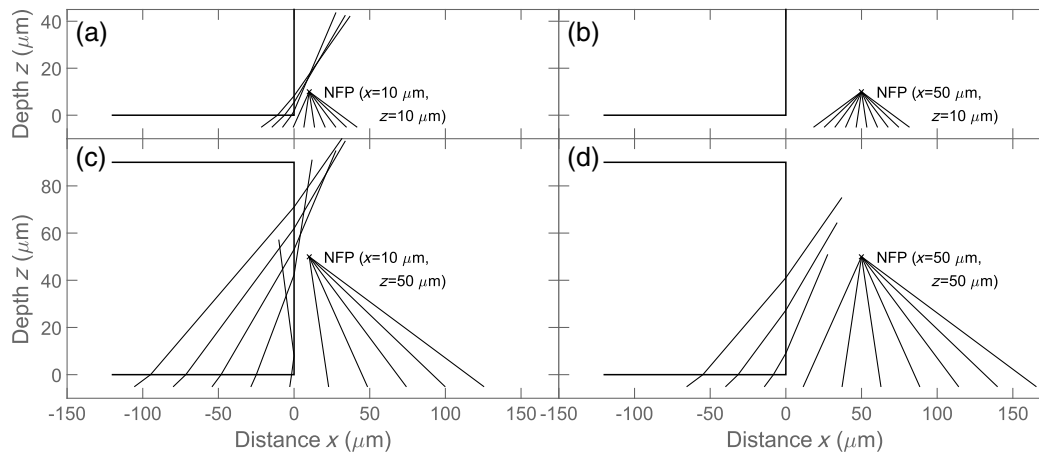 40
20
0
Depth z (μm)
(a)
NFP (x=10 μm,
z=10 μm)
(b)
NFP (x=50 μm,
z=10 μm)
80
60
40
20
0
Depth z (μm)
(c)
NFP (x=10 μm,
z=50 μm)
(d)
NFP (x=50 μm,
z=50 μm)
-150 -100 -50 0 50 100 150 -150 -100 -50 0 50 100 150
Distance x (μm) Distance x (μm)